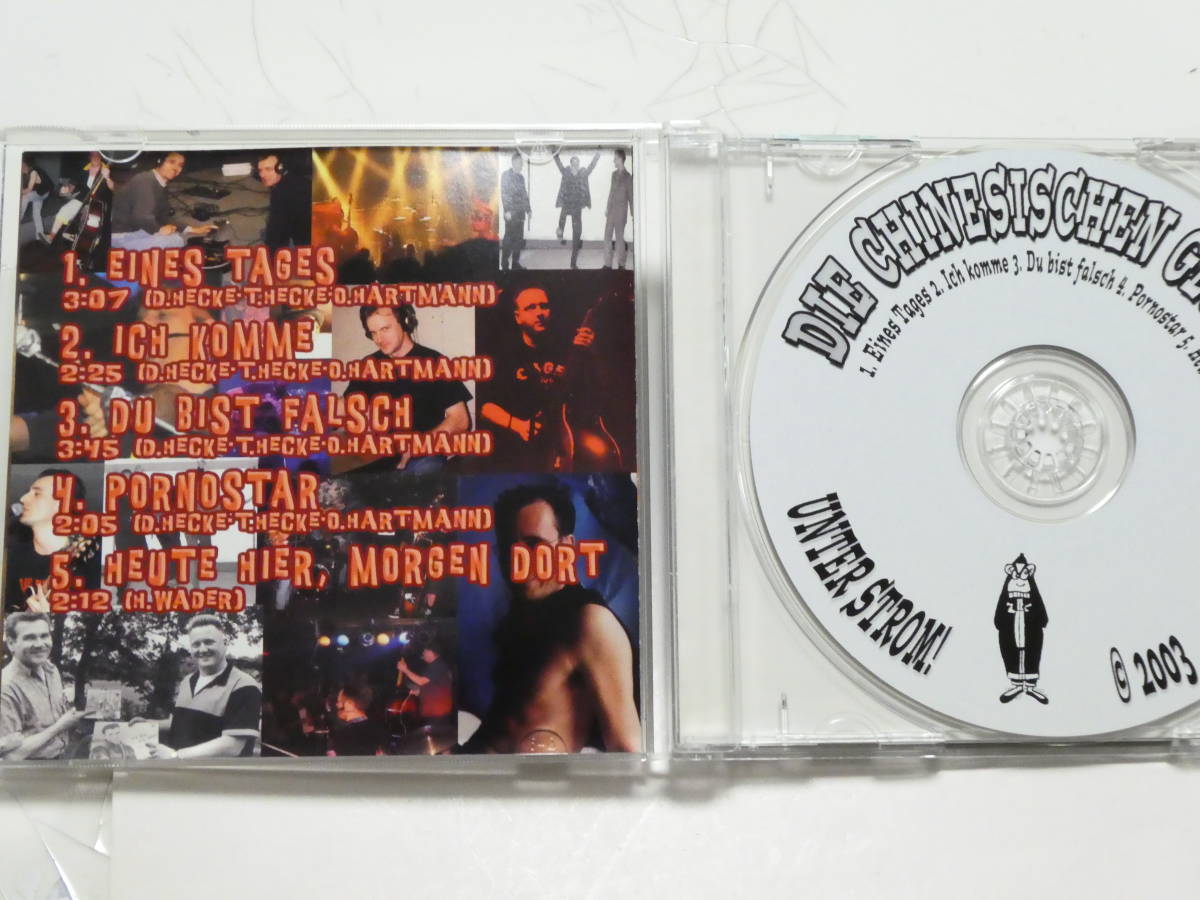 1. EINES TAGES
3:07 (D.HECKE·T.HECKE·O.HARTMANN)
2. ICH KOMME
2:25 (D.HECKE·T.HECKE·O.HARTMANN)
3. DU BIST FALSCH
3:45 (D.HECKE·T.HECKE·O.HARTMANN)
4. PORNOSTAR
2:05 (D.HECKE·T.HECKE·O.HARTMANN)
5. HEUTE HIER, MORGEN DORT
2:12 (H.WADER)
DIE CHINESISCHEN
1. Eines Tages 2. Ich komme 3. Du bist falsch 4. Pornostar 5.
UNTER STROM!
© 2003